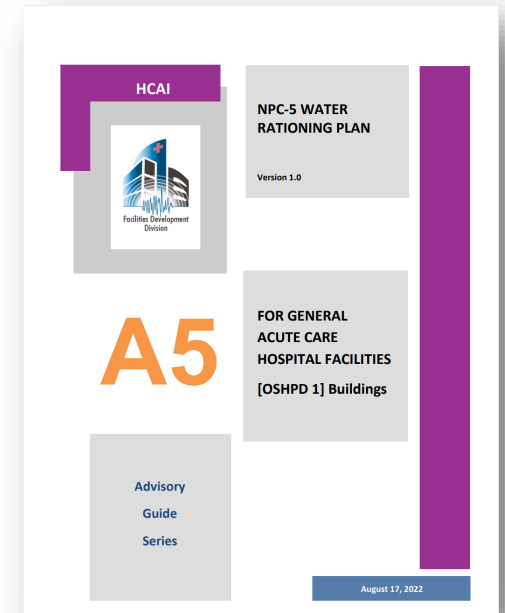 HCAI
Facilities Development
Division
NPC-5 WATER
RATIONING PLAN
Version 1.0
A5
FOR GENERAL
ACUTE CARE
HOSPITAL FACILITIES
[OSHPD 1] Buildings
Advisory
Guide
Series
August 17, 2022